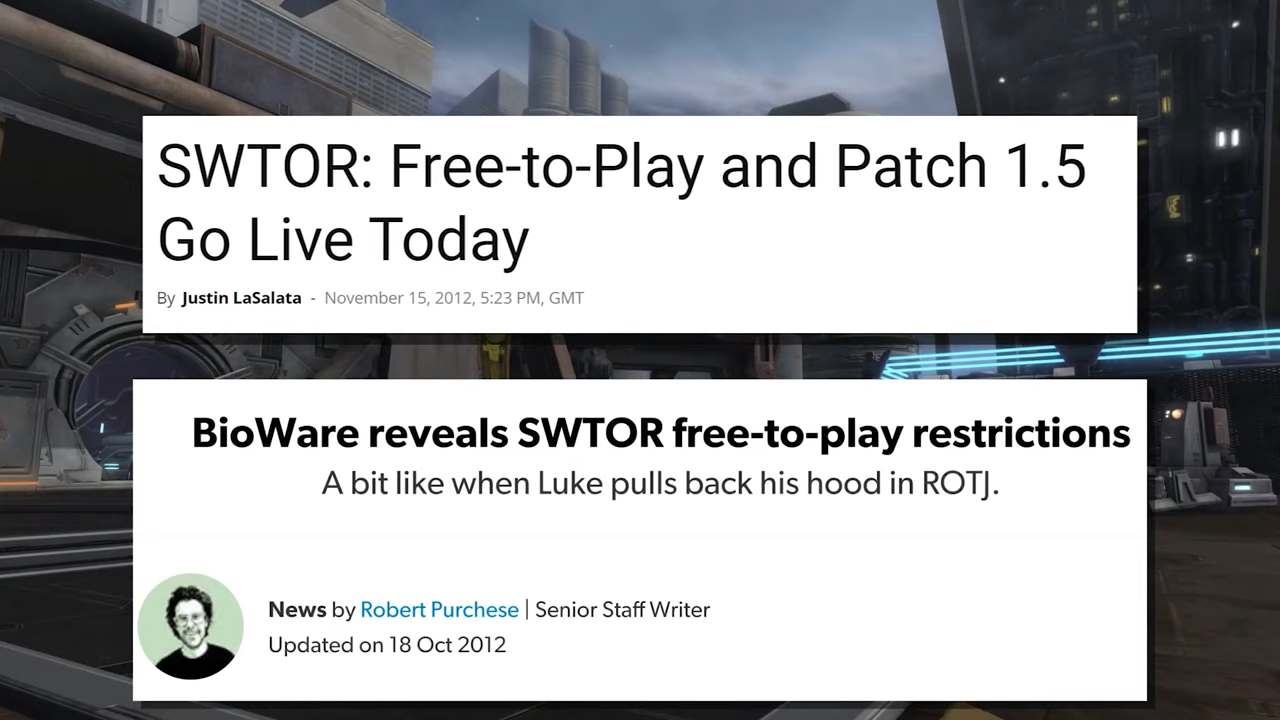 SWTOR: Free-to-Play and Patch 1.5
Go Live Today
By Justin LaSalata - November 15, 2012, 5:23 PM, GMT
BioWare reveals SWTOR free-to-play restrictions
A bit like when Luke pulls back his hood in ROTJ.
News by Robert Purchese | Senior Staff Writer
Updated on 18 Oct 2012